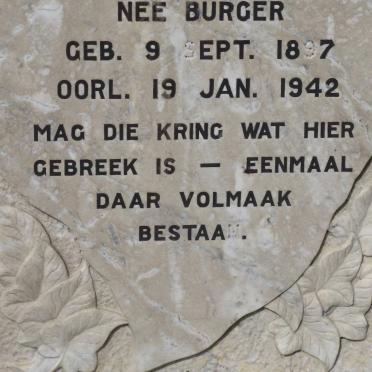 NEE BURGER
GEB. 9 SEPT. 1897
OORL. 19 JAN. 1942
MAG DIE KRING WAT HIER
GEBREEK IS — EENMAAL
DAAR VOLMAAK
BESTAAN.